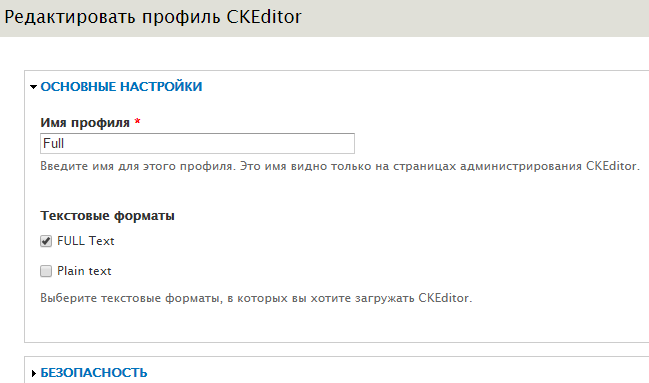 Редактировать профиль CKEditor
ОСНОВНЫЕ НАСТРОЙКИ
Имя профиля *
Full
Введите имя для этого профиля. Это имя видно только на страницах администрирования CKEditor.
Текстовые форматы
FULL Text
Plain text
Выберите текстовые форматы, в которых вы хотите загружать CKEditor.
БЕЗОПАСНОСТЬ